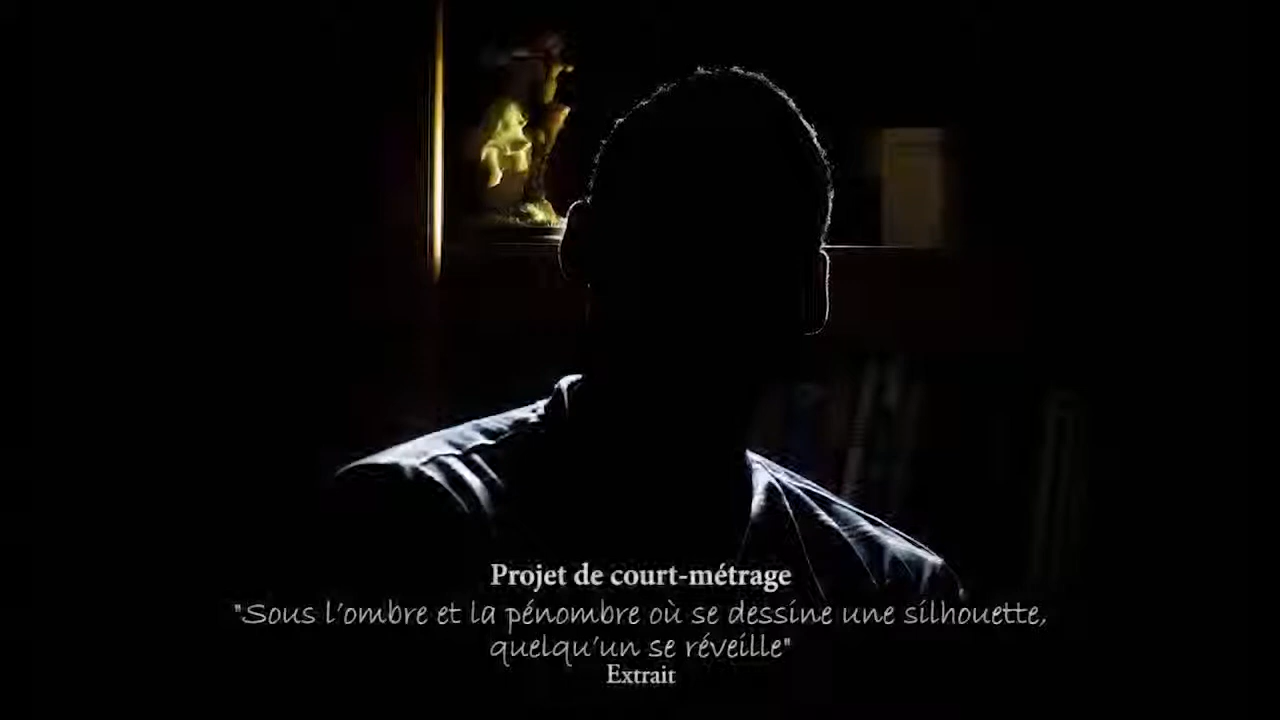 Projet de court-métrage
"Sous l'ombre et la pénombre où se dessine une silhouette,
quelqu'un se réveille"
Extrait